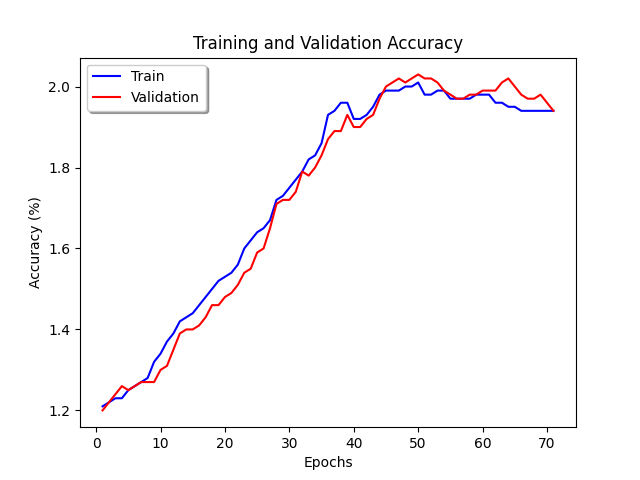 Training and Validation Accuracy
Train
Validation
Accuracy (%)
2.0
1.8
1.6
1.4
1.2
0 10 20 30 40 50 60 70
Epochs